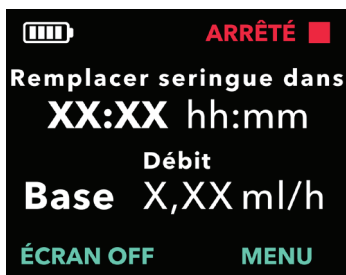 ARRÊTÉ
Remplacer seringue dans
XX:XX hh:mm
Débit
Base X,XX ml/h
ÉCRAN OFF MENU